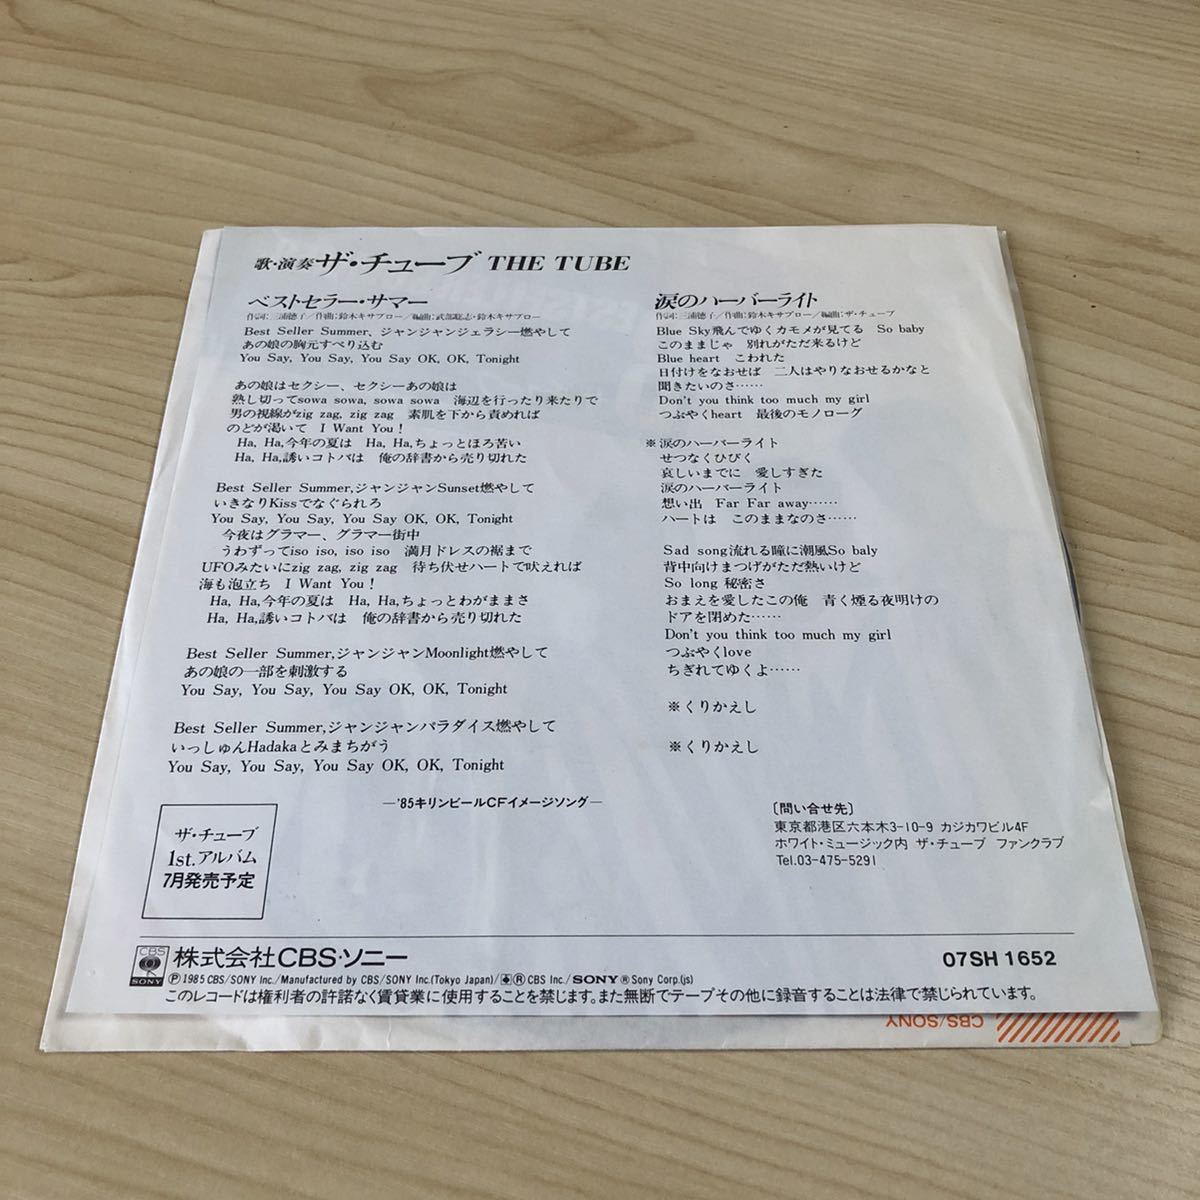 歌・演奏 ザ・チューブ THE TUBE
ベストセラー・サマー
作詞：三浦徳子／作曲：鈴木キサブロー／編曲：武部聡志・鈴木キサブロー
Best Seller Summer、ジャンジャンジェラシー燃やして
あの娘の胸元すべり込む
You Say, You Say, You Say OK, OK, Tonight
あの娘はセクシー、セクシーあの娘は
熟し切ってsowa sowa, sowa sowa　海辺を行ったり来たりで
男の視線がzig zag, zig zag　素肌を下から責めれば
のどが渇いて　I Want You！
Ha, Ha,今年の夏は　Ha, Ha,ちょっとほろ苦い
Ha, Ha,誘いコトバは　俺の辞書から売り切れた
Best Seller Summer,ジャンジャンSunset燃やして
いきなりKissでなぐられろ
You Say, You Say, You Say OK, OK, Tonight
今夜はグラマー、グラマー街中
うわずってiso iso, iso iso　満月ドレスの裾まで
UFOみたいにzig zag, zig zag　待ち伏せハートで吠えれば
海も泡立ち　I Want You！
Ha, Ha,今年の夏は　Ha, Ha,ちょっとわがままさ
Ha, Ha,誘いコトバは　俺の辞書から売り切れた
Best Seller Summer,ジャンジャンMoonlight燃やして
あの娘の一部を刺激する
You Say, You Say, You Say OK, OK, Tonight
Best Seller Summer,ジャンジャンパラダイス燃やして
いっしゅんHadakaとみまちがう
You Say, You Say, You Say OK, OK, Tonight
—'85キリンビールCFイメージソング—
涙のハーバーライト
作詞：三浦徳子／作曲：鈴木キサブロー／編曲：ザ・チューブ
Blue Sky飛んでゆくカモメが見てる　So baby
このままじゃ　別れがただ来るけど
Blue heart　こわれた
日付けをなおせば　二人はやりなおせるかなと
聞きたいのさ……
Don't you think too much my girl
つぶやくheart　最後のモノローグ
※涙のハーバーライト
せつなくひびく
哀しいまでに　愛しすぎた
涙のハーバーライト
想い出　Far Far away……
ハートは　このままなのさ……
Sad song流れる瞳に潮風So baly
背中向けまつげがただ熱いけど
So long 秘密さ
おまえを愛したこの俺　青く煙る夜明けの
ドアを閉めた……
Don't you think too much my girl
つぶやくlove
ちぎれてゆくよ……
※くりかえし
※くりかえし
ザ・チューブ
1st.アルバム
7月発売予定
〔問い合せ先〕
東京都港区六本木3-10-9 カジカワビル4F
ホワイト・ミュージック内 ザ・チューブ ファンクラブ
Tel.03-475-5291
CBS SONY 株式会社CBS・ソニー
07SH 1652
Ⓟ1985 CBS/SONY Inc./Manufactured by CBS/SONY Inc.(Tokyo Japan)/®CBS Inc./SONY®Sony Corp.(js)
このレコードは権利者の許諾なく賃貸業に使用することを禁じます。また無断でテープその他に録音することは法律で禁じられています。
CBS/SONY